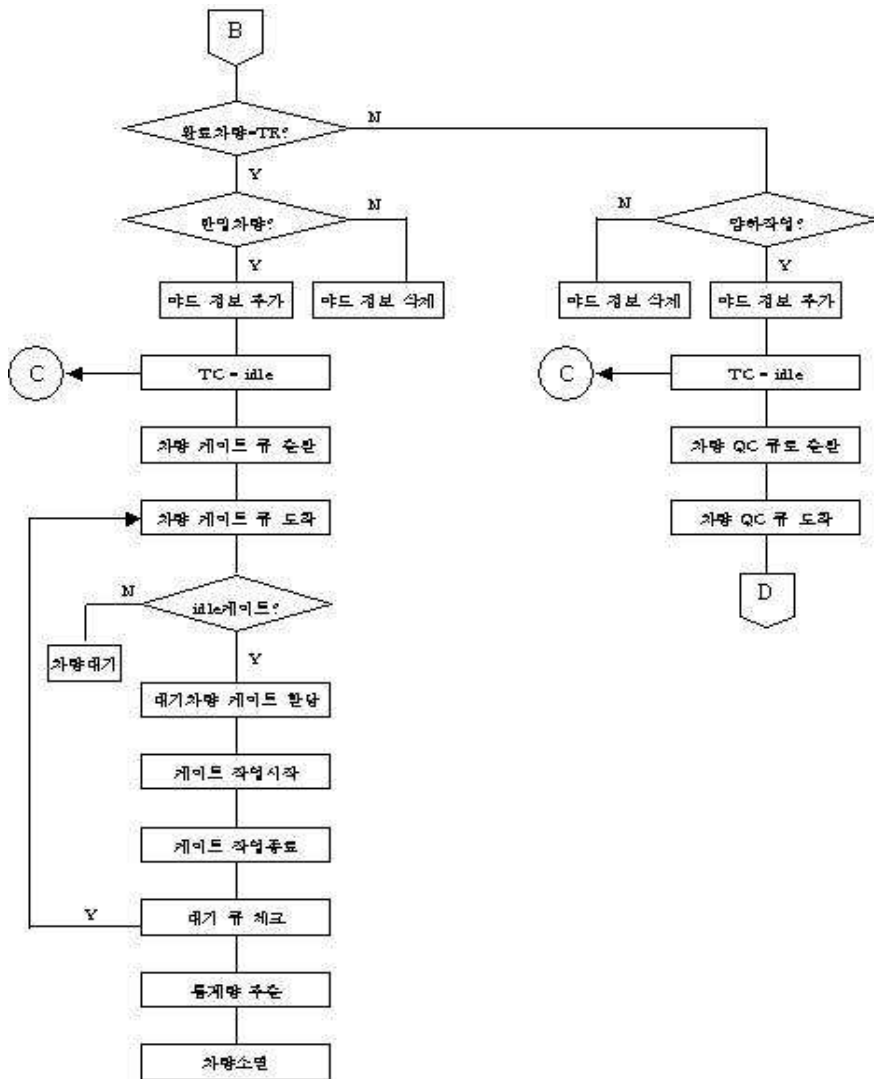 B
완료차량=TR?
N
Y
반입차량?
N
Y
양하작업?
N
Y
야드 정보 추가
야드 정보 삭제
야드 정보 삭제
야드 정보 추가
C
TC = idle
C
TC = idle
차량 게이트 큐 순환
차량 QC 큐로 순환
차량 게이트 큐 도착
차량 QC 큐 도착
N
idle게이트?
D
차량대기
Y
대기차량 게이트 할당
게이트 작업시작
게이트 작업종료
Y
대기 큐 체크
통계량 추출
차량소멸